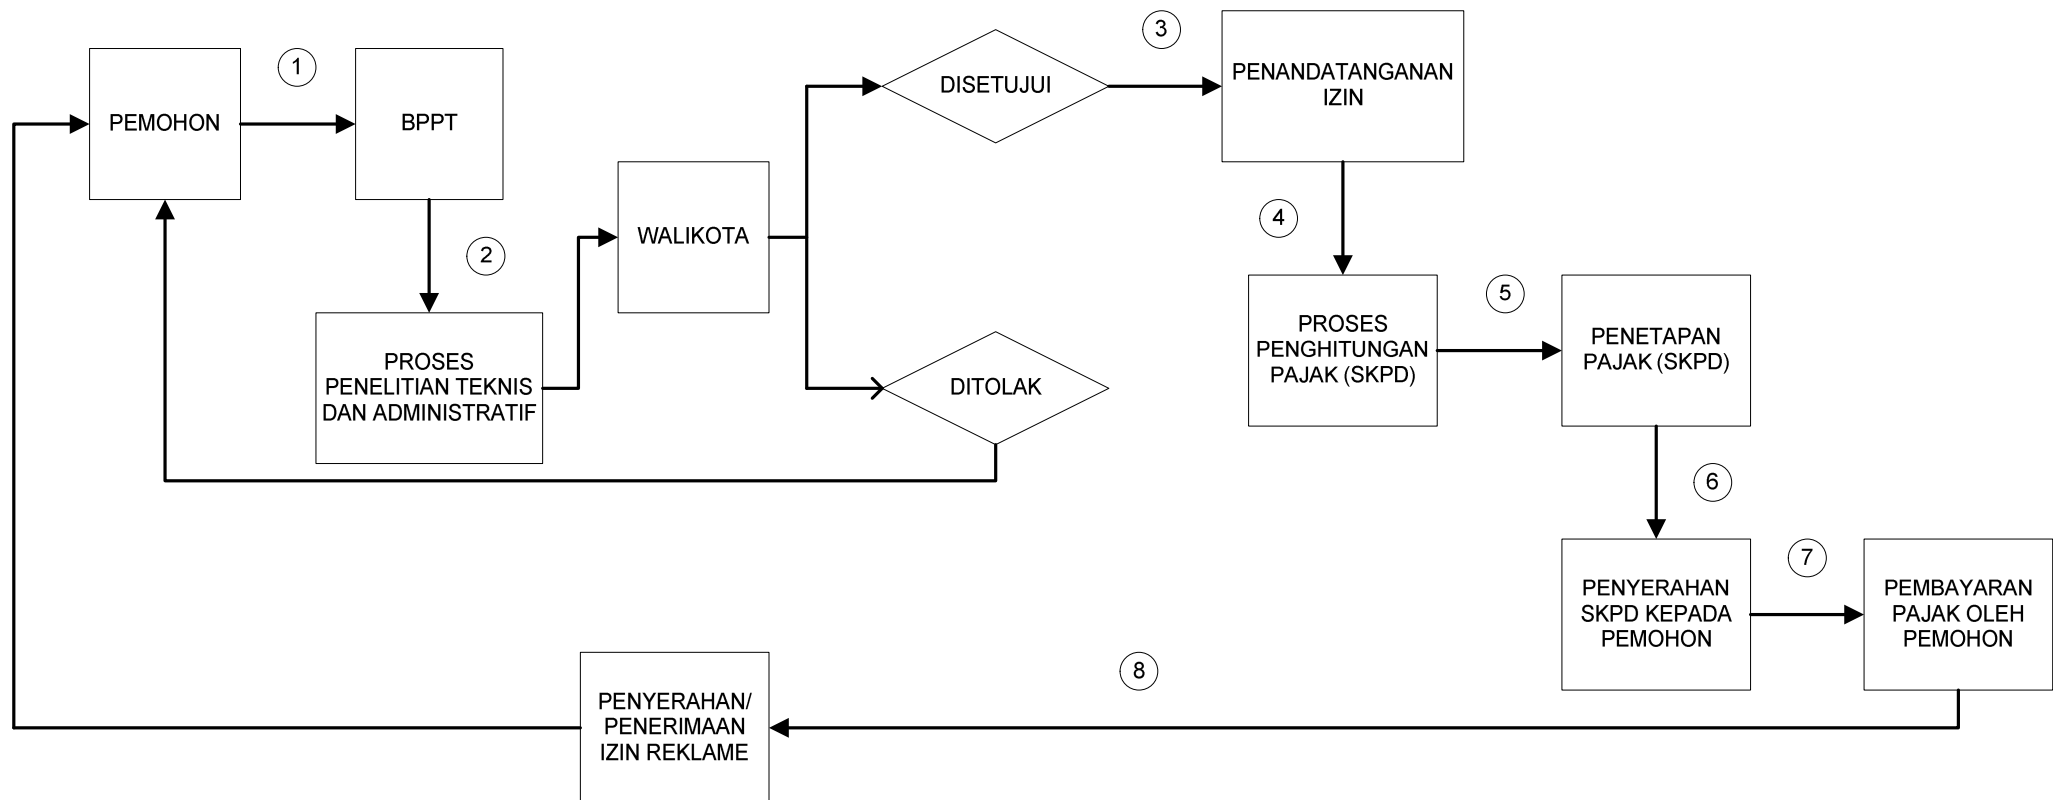 1
PEMOHON
BPPT
2
PROSES
PENELITIAN TEKNIS
DAN ADMINISTRATIF
WALIKOTA
DISETUJUI
DITOLAK
3
PENANDATANGANAN
IZIN
4
PROSES
PENGHITUNGAN
PAJAK (SKPD)
5
PENETAPAN
PAJAK (SKPD)
6
PENYERAHAN
SKPD KEPADA
PEMOHON
7
PEMBAYARAN
PAJAK OLEH
PEMOHON
8
PENYERAHAN/
PENERIMAAN
IZIN REKLAME